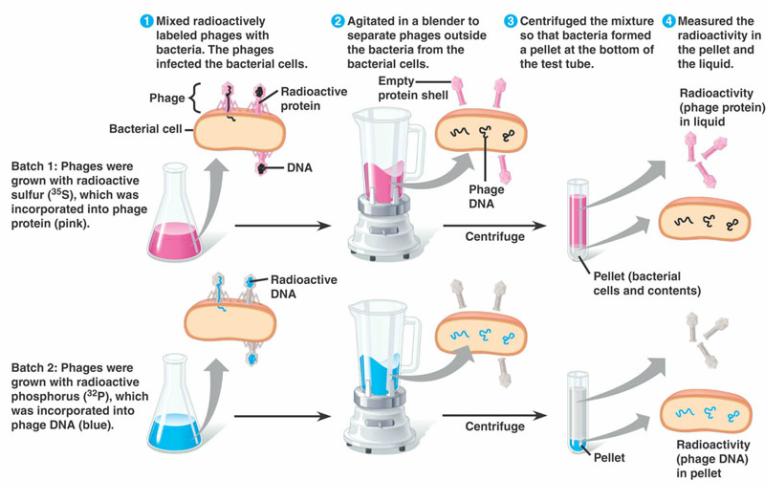 1 Mixed radioactively
labeled phages with
bacteria. The phages
infected the bacterial cells.
2 Agitated in a blender to
separate phages outside
the bacteria from the
bacterial cells.
3 Centrifuged the mixture
so that bacteria formed
a pellet at the bottom of
the test tube.
4 Measured the
radioactivity in
the pellet and
the liquid.
Phage
Radioactive
protein
Bacterial cell
DNA
Batch 1: Phages were
grown with radioactive
sulfur (³⁵S), which was
incorporated into phage
protein (pink).
Empty
protein shell
Phage
DNA
Centrifuge
Radioactivity
(phage protein)
in liquid
Pellet (bacterial
cells and contents)
Radioactive
DNA
Batch 2: Phages were
grown with radioactive
phosphorus (³²P), which
was incorporated into
phage DNA (blue).
Centrifuge
Pellet
Radioactivity
(phage DNA)
in pellet